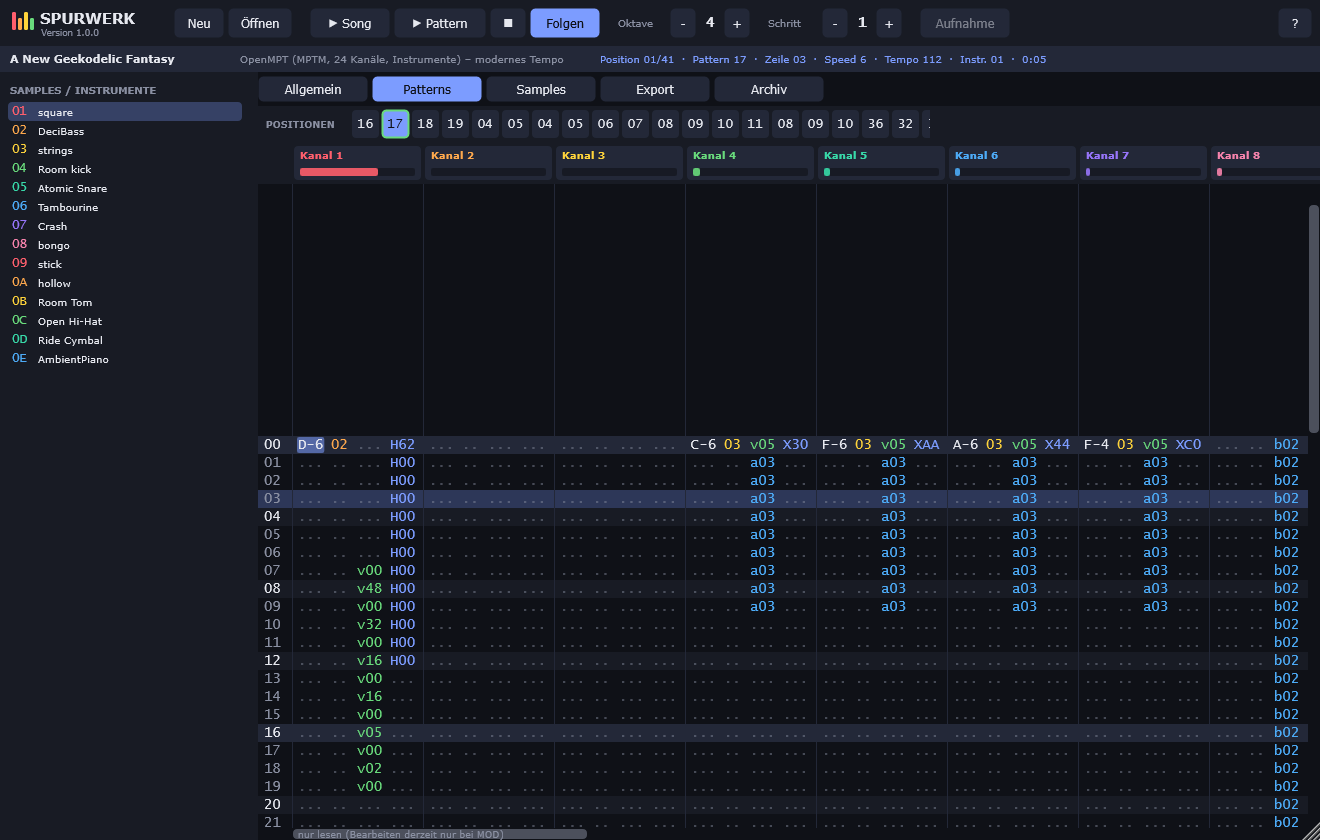 SPURWERK
Version 1.0.0
Neu Öffnen ▶ Song ▶ Pattern ■ Folgen Oktave - 4 + Schritt - 1 + Aufnahme ?
A New Geekodelic Fantasy OpenMPT (MPTM, 24 Kanäle, Instrumente) – modernes Tempo Position 01/41 · Pattern 17 · Zeile 03 · Speed 6 · Tempo 112 · Instr. 01 · 0:05
SAMPLES / INSTRUMENTE
01 square
02 DeciBass
03 strings
04 Room kick
05 Atomic Snare
06 Tambourine
07 Crash
08 bongo
09 stick
0A hollow
0B Room Tom
0C Open Hi-Hat
0D Ride Cymbal
0E AmbientPiano
Allgemein Patterns Samples Export Archiv
POSITIONEN 16 17 18 19 04 05 04 05 06 07 08 09 10 11 08 09 10 36 32
Kanal 1 Kanal 2 Kanal 3 Kanal 4 Kanal 5 Kanal 6 Kanal 7 Kanal 8
00 D-6 02 ... H62 ... .. ... ... ... .. ... ... C-6 03 v05 X30 F-6 03 v05 XAA A-6 03 v05 X44 F-4 03 v05 XC0 ... .. b02
01 ... .. ... H00 ... .. ... ... ... .. ... ... ... .. a03 ... ... .. a03 ... ... .. a03 ... ... .. a03 ... ... .. b02
02 ... .. ... H00 ... .. ... ... ... .. ... ... ... .. a03 ... ... .. a03 ... ... .. a03 ... ... .. a03 ... ... .. b02
03 ... .. ... H00 ... .. ... ... ... .. ... ... ... .. a03 ... ... .. a03 ... ... .. a03 ... ... .. a03 ... ... .. b02
04 ... .. ... H00 ... .. ... ... ... .. ... ... ... .. a03 ... ... .. a03 ... ... .. a03 ... ... .. a03 ... ... .. b02
05 ... .. ... H00 ... .. ... ... ... .. ... ... ... .. a03 ... ... .. a03 ... ... .. a03 ... ... .. a03 ... ... .. b02
06 ... .. ... H00 ... .. ... ... ... .. ... ... ... .. a03 ... ... .. a03 ... ... .. a03 ... ... .. a03 ... ... .. b02
07 ... .. v00 H00 ... .. ... ... ... .. ... ... ... .. a03 ... ... .. a03 ... ... .. a03 ... ... .. a03 ... ... .. b02
08 ... .. v48 H00 ... .. ... ... ... .. ... ... ... .. a03 ... ... .. a03 ... ... .. a03 ... ... .. a03 ... ... .. b02
09 ... .. v00 H00 ... .. ... ... ... .. ... ... ... .. a03 ... ... .. a03 ... ... .. a03 ... ... .. a03 ... ... .. b02
10 ... .. v32 H00 ... .. ... ... ... .. ... ... ... .. ... ... ... .. ... ... ... .. ... ... ... .. ... ... ... .. b02
11 ... .. v00 H00 ... .. ... ... ... .. ... ... ... .. ... ... ... .. ... ... ... .. ... ... ... .. ... ... ... .. b02
12 ... .. v16 H00 ... .. ... ... ... .. ... ... ... .. ... ... ... .. ... ... ... .. ... ... ... .. ... ... ... .. b02
13 ... .. v00 ... ... .. ... ... ... .. ... ... ... .. ... ... ... .. ... ... ... .. ... ... ... .. ... ... ... .. b02
14 ... .. v16 ... ... .. ... ... ... .. ... ... ... .. ... ... ... .. ... ... ... .. ... ... ... .. ... ... ... .. b02
15 ... .. v00 ... ... .. ... ... ... .. ... ... ... .. ... ... ... .. ... ... ... .. ... ... ... .. ... ... ... .. b02
16 ... .. v05 ... ... .. ... ... ... .. ... ... ... .. ... ... ... .. ... ... ... .. ... ... ... .. ... ... ... .. b02
17 ... .. v00 ... ... .. ... ... ... .. ... ... ... .. ... ... ... .. ... ... ... .. ... ... ... .. ... ... ... .. b02
18 ... .. v02 ... ... .. ... ... ... .. ... ... ... .. ... ... ... .. ... ... ... .. ... ... ... .. ... ... ... .. b02
19 ... .. v00 ... ... .. ... ... ... .. ... ... ... .. ... ... ... .. ... ... ... .. ... ... ... .. ... ... ... .. b02
20 ... .. ... ... ... .. ... ... ... .. ... ... ... .. ... ... ... .. ... ... ... .. ... ... ... .. ... ... ... .. b02
21 ... .. ... ... ... .. ... ... ... .. ... ... ... .. ... ... ... .. ... ... ... .. ... ... ... .. ... ... ... .. b02
nur lesen (Bearbeiten derzeit nur bei MOD)